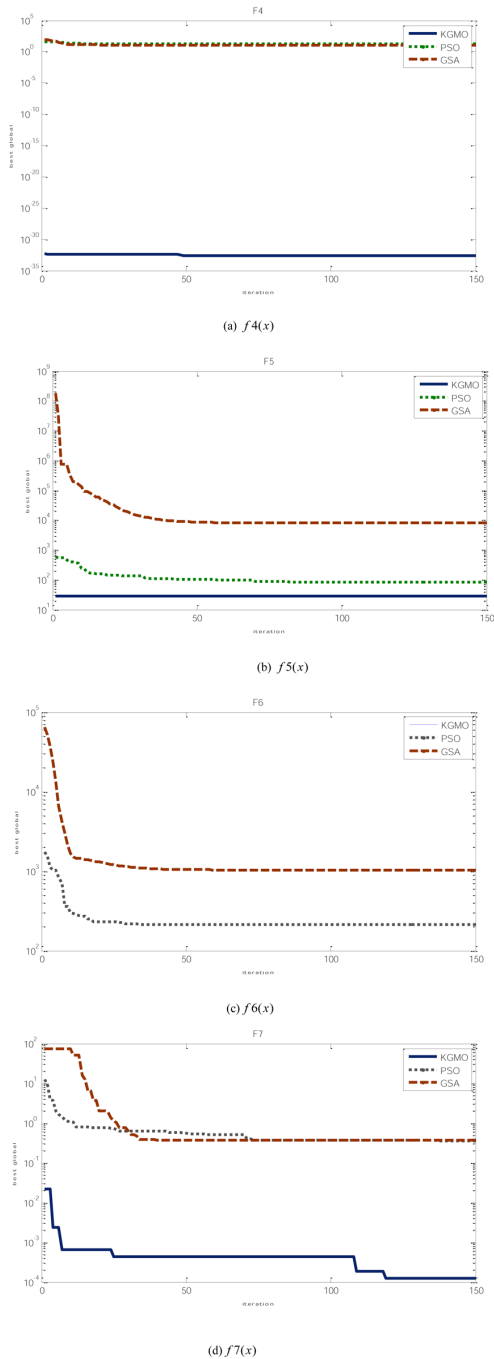 F4
10^5
10^0
10^-5
10^-10
10^-15
10^-20
10^-25
10^-30
10^-35
best global
KGMO
PSO
GSA
0 50 100 150
iteration
(a) f4(x)
F5
10^9
10^8
10^7
10^6
10^5
10^4
10^3
10^2
10^1
best global
KGMO
PSO
GSA
0 50 100 150
iteration
(b) f5(x)
F6
10^5
10^4
10^3
10^2
best global
KGMO
PSO
GSA
0 50 100 150
iteration
(c) f6(x)
F7
10^2
10^1
10^0
10^-1
10^-2
10^-3
10^-4
best global
KGMO
PSO
GSA
0 50 100 150
iteration
(d) f7(x)